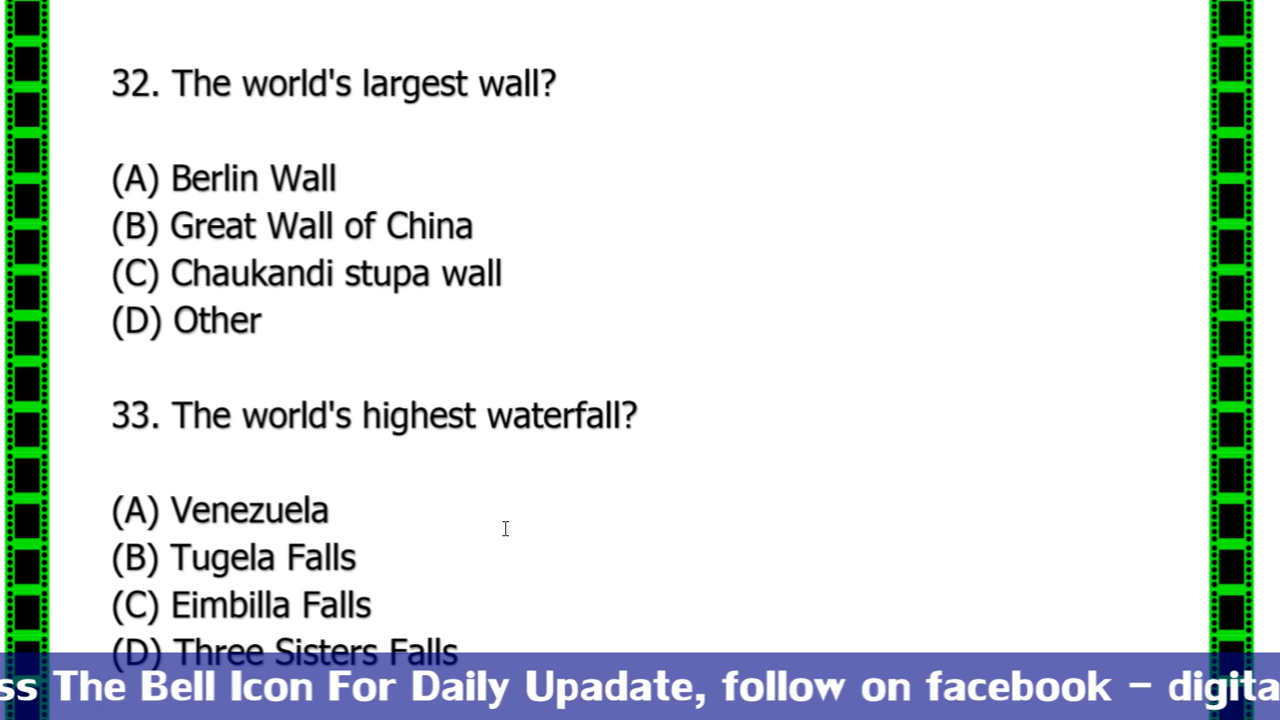 32. The world's largest wall?
(A) Berlin Wall
(B) Great Wall of China
(C) Chaukandi stupa wall
(D) Other
33. The world's highest waterfall?
(A) Venezuela
(B) Tugela Falls
(C) Eimbilla Falls
(D) Three Sisters Falls
ss The Bell Icon For Daily Upadate, follow on facebook - digita